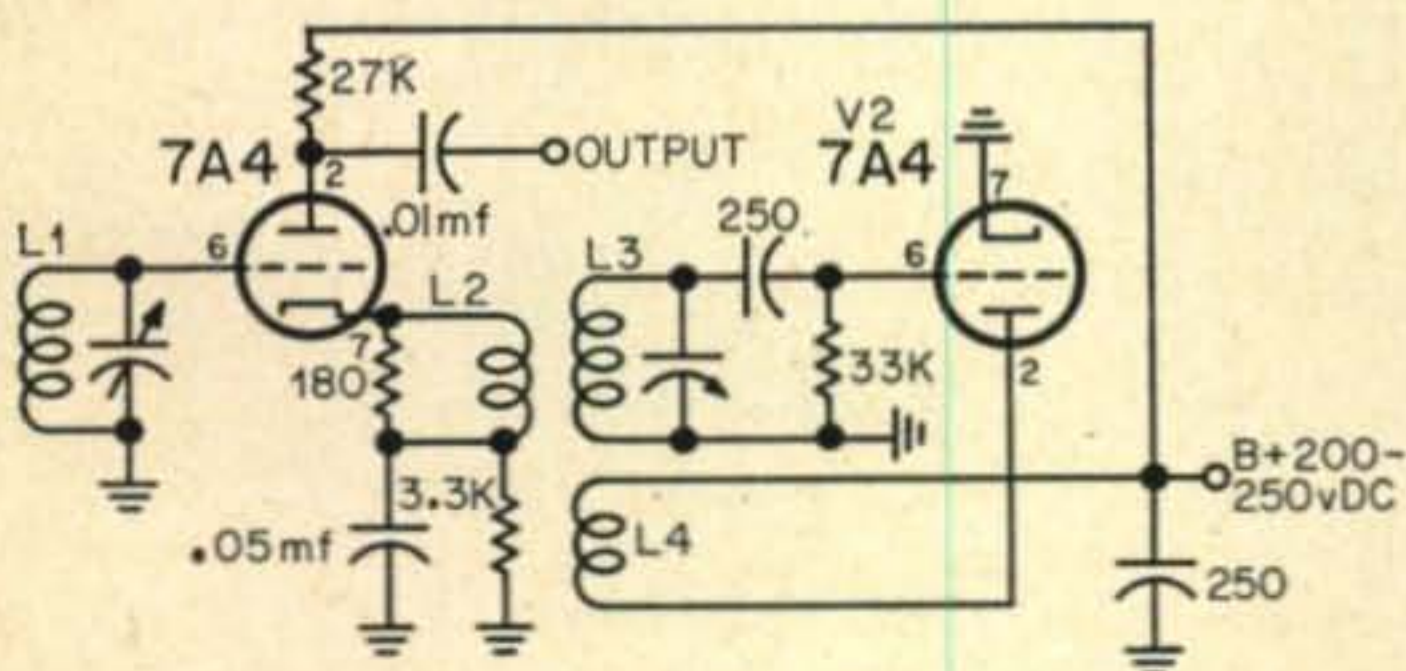 27K
7A4
2
OUTPUT
.01mf
V2
7A4
7
L1
6
L2
7
180
L3
250
6
33K
2
3.3K
.05mf
L4
B+200-
250vDC
250